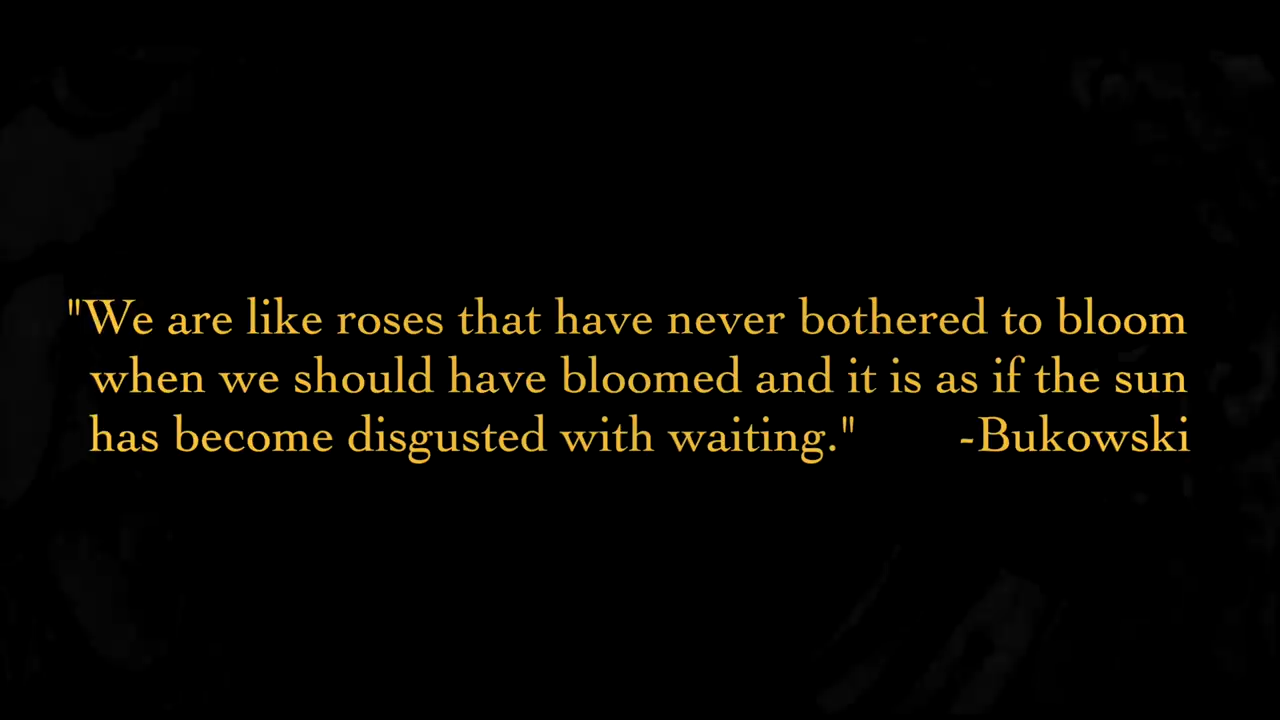 "We are like roses that have never bothered to bloom
when we should have bloomed and it is as if the sun
has become disgusted with waiting." -Bukowski